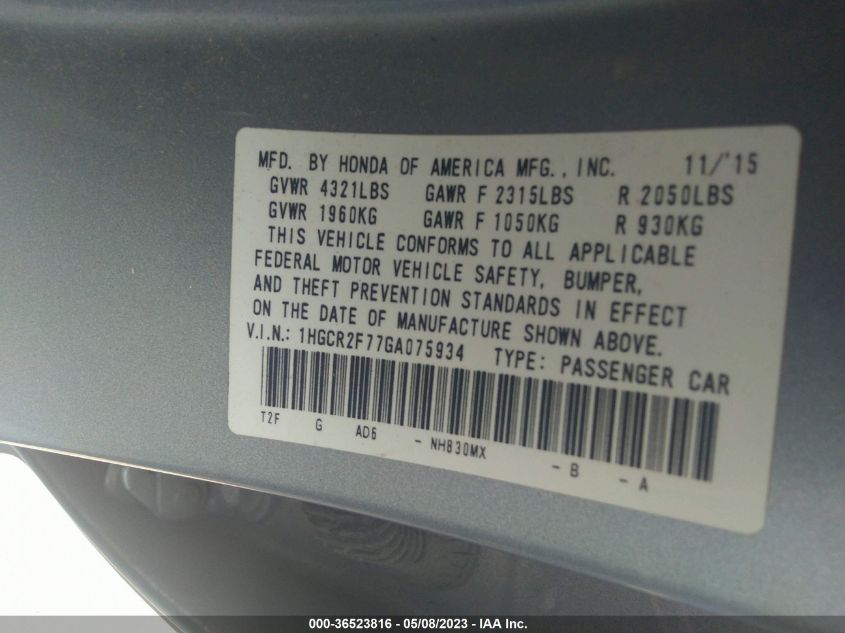 MFD. BY HONDA OF AMERICA MFG., INC. 11/'15
GVWR 4321LBS GAWR F 2315LBS R 2050LBS
GVWR 1960KG GAWR F 1050KG R 930KG
THIS VEHICLE CONFORMS TO ALL APPLICABLE
FEDERAL MOTOR VEHICLE SAFETY, BUMPER,
AND THEFT PREVENTION STANDARDS IN EFFECT
ON THE DATE OF MANUFACTURE SHOWN ABOVE.
V.I.N.: 1HGCR2F77GA075934 TYPE: PASSENGER CAR
T2F G AD6 - NH830MX - B - A
000-36523816 - 05/08/2023 - IAA Inc.